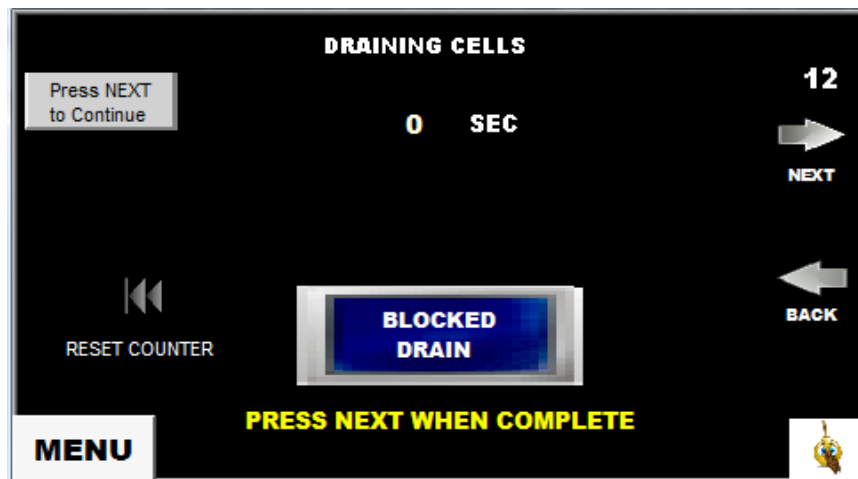 DRAINING CELLS
12
Press NEXT
to Continue
0 SEC
NEXT
BACK
BLOCKED
DRAIN
RESET COUNTER
PRESS NEXT WHEN COMPLETE
MENU